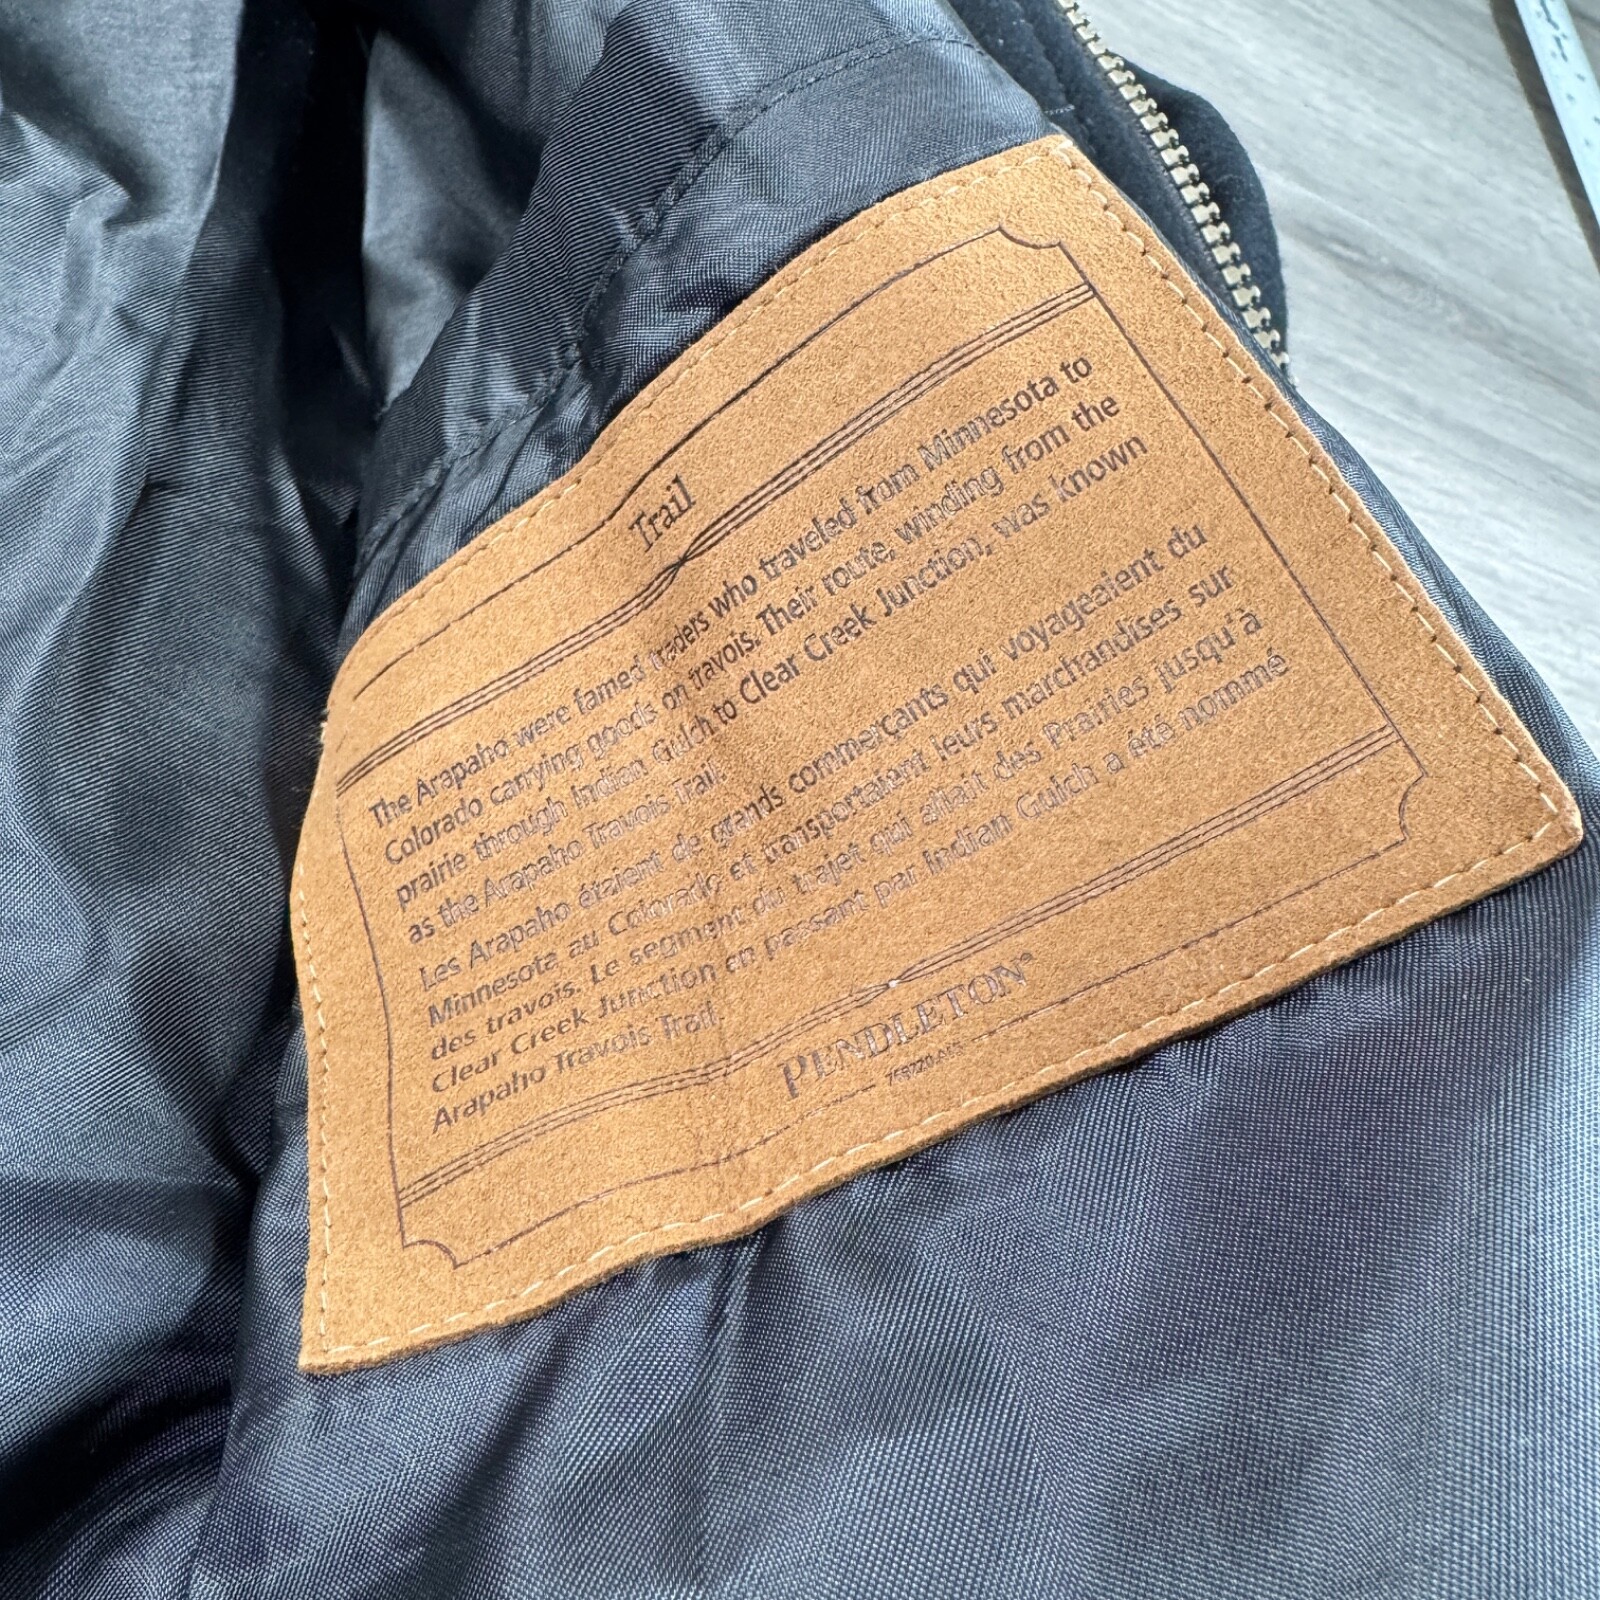 Trail
The Arapaho were famed traders who traveled from Minnesota to
Colorado carrying goods on travois. Their route, winding from the
prairie through Indian Gulch to Clear Creek Junction, was known
as the Arapaho Travois Trail.
Les Arapaho étaient de grands commerçants qui voyageaient du
Minnesota au Colorado et transportaient leurs marchandises sur
des travois. Le segment du trajet qui allait des Prairies jusqu'à
Clear Creek Junction en passant par Indian Gulch a été nommé
Arapaho Travois Trail.
PENDLETON®